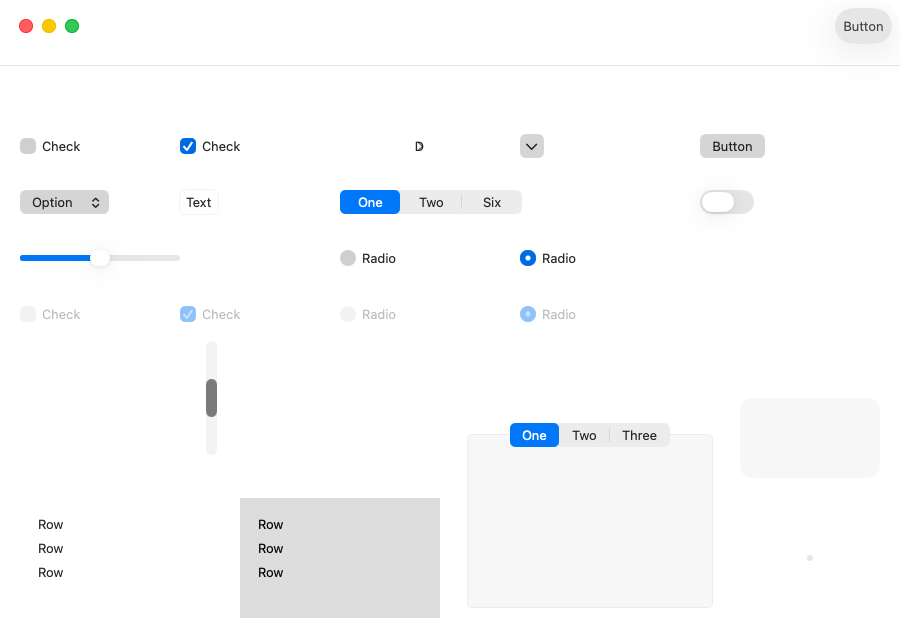 Button
Check Check Button
Option Text One Two Six
Radio Radio
Check Check Radio Radio
One Two Three
Row Row
Row Row
Row Row